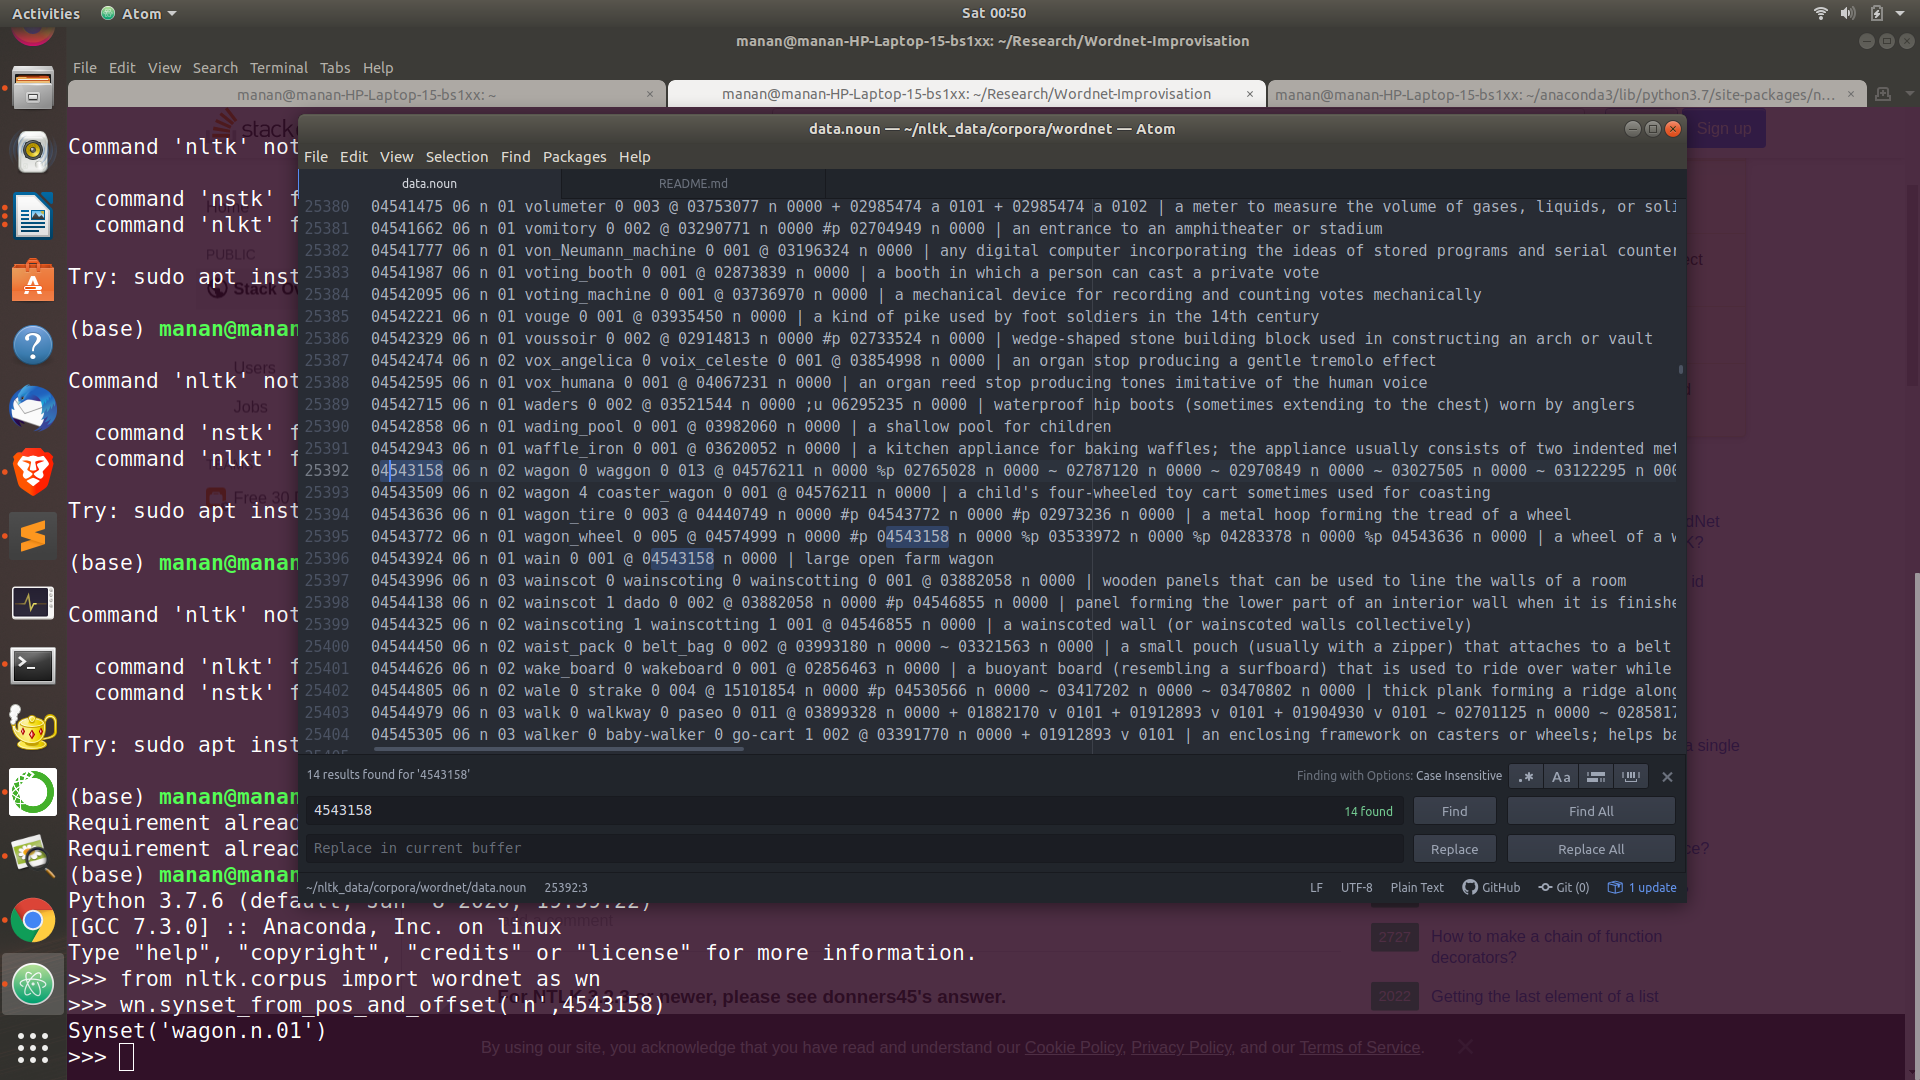 Activities Atom Sat 00:50
manan@manan-HP-Laptop-15-bs1xx: ~/Research/Wordnet-Improvisation
File Edit View Search Terminal Tabs Help
manan@manan-HP-Laptop-15-bs1xx: ~ × manan@manan-HP-Laptop-15-bs1xx: ~/Research/Wordnet-Improvisation × manan@manan-HP-Laptop-15-bs1xx: ~/anaconda3/lib/python3.7/site-packages/n... ×
Sign up
data.noun — ~/nltk_data/corpora/wordnet — Atom
File Edit View Selection Find Packages Help
data.noun README.md
25380 04541475 06 n 01 volumeter 0 003 @ 03753077 n 0000 + 02985474 a 0101 + 02985474 a 0102 | a meter to measure the volume of gases, liquids, or soli
25381 04541662 06 n 01 vomitory 0 002 @ 03290771 n 0000 #p 02704949 n 0000 | an entrance to an amphitheater or stadium
25382 04541777 06 n 01 von_Neumann_machine 0 001 @ 03196324 n 0000 | any digital computer incorporating the ideas of stored programs and serial counter
25383 04541987 06 n 01 voting_booth 0 001 @ 02873839 n 0000 | a booth in which a person can cast a private vote
25384 04542095 06 n 01 voting_machine 0 001 @ 03736970 n 0000 | a mechanical device for recording and counting votes mechanically
25385 04542221 06 n 01 vouge 0 001 @ 03935450 n 0000 | a kind of pike used by foot soldiers in the 14th century
25386 04542329 06 n 01 voussoir 0 002 @ 02914813 n 0000 #p 02733524 n 0000 | wedge-shaped stone building block used in constructing an arch or vault
25387 04542474 06 n 02 vox_angelica 0 voix_celeste 0 001 @ 03854998 n 0000 | an organ stop producing a gentle tremolo effect
25388 04542595 06 n 01 vox_humana 0 001 @ 04067231 n 0000 | an organ reed stop producing tones imitative of the human voice
25389 04542715 06 n 01 waders 0 002 @ 03521544 n 0000 ;u 06295235 n 0000 | waterproof hip boots (sometimes extending to the chest) worn by anglers
25390 04542858 06 n 01 wading_pool 0 001 @ 03982060 n 0000 | a shallow pool for children
25391 04542943 06 n 01 waffle_iron 0 001 @ 03620052 n 0000 | a kitchen appliance for baking waffles; the appliance usually consists of two indented met
25392 04543158 06 n 02 wagon 0 waggon 0 013 @ 04576211 n 0000 %p 02765028 n 0000 ~ 02787120 n 0000 ~ 02970849 n 0000 ~ 03027505 n 0000 ~ 03122295 n 000
25393 04543509 06 n 02 wagon 4 coaster_wagon 0 001 @ 04576211 n 0000 | a child's four-wheeled toy cart sometimes used for coasting
25394 04543636 06 n 01 wagon_tire 0 003 @ 04440749 n 0000 #p 04543772 n 0000 #p 02973236 n 0000 | a metal hoop forming the tread of a wheel
25395 04543772 06 n 01 wagon_wheel 0 005 @ 04574999 n 0000 #p 04543158 n 0000 %p 03533972 n 0000 %p 04283378 n 0000 %p 04543636 n 0000 | a wheel of a w
25396 04543924 06 n 01 wain 0 001 @ 04543158 n 0000 | large open farm wagon
25397 04543996 06 n 03 wainscot 0 wainscoting 0 wainscotting 0 001 @ 03882058 n 0000 | wooden panels that can be used to line the walls of a room
25398 04544138 06 n 02 wainscot 1 dado 0 002 @ 03882058 n 0000 #p 04546855 n 0000 | panel forming the lower part of an interior wall when it is finishe
25399 04544325 06 n 02 wainscoting 1 wainscotting 1 001 @ 04546855 n 0000 | a wainscoted wall (or wainscoted walls collectively)
25400 04544450 06 n 02 waist_pack 0 belt_bag 0 002 @ 03993180 n 0000 ~ 03321563 n 0000 | a small pouch (usually with a zipper) that attaches to a belt
25401 04544626 06 n 02 wake_board 0 wakeboard 0 001 @ 02856463 n 0000 | a buoyant board (resembling a surfboard) that is used to ride over water while
25402 04544805 06 n 02 wale 0 strake 0 004 @ 15101854 n 0000 #p 04530566 n 0000 ~ 03417202 n 0000 ~ 03470802 n 0000 | thick plank forming a ridge along
25403 04544979 06 n 03 walk 0 walkway 0 paseo 0 011 @ 03899328 n 0000 + 01882170 v 0101 + 01912893 v 0101 + 01904930 v 0101 ~ 02701125 n 0000 ~ 0285817
25404 04545305 06 n 03 walker 0 baby-walker 0 go-cart 1 002 @ 03391770 n 0000 + 01912893 v 0101 | an enclosing framework on casters or wheels; helps ba
14 results found for '4543158' Finding with Options: Case Insensitive .* Aa
4543158 14 found Find Find All
Replace in current buffer Replace Replace All
~/nltk_data/corpora/wordnet/data.noun 25392:3 LF UTF-8 Plain Text GitHub Git (0) 1 update
Command 'nltk' not
command 'nstk' f
command 'nlkt' f
PUBLIC
Try: sudo apt inst
(base) manan@manan
Users
Command 'nltk' not
Jobs
command 'nstk' f
command 'nlkt' f
Try: sudo apt inst
(base) manan@manan
Command 'nltk' not
command 'nlkt' f
command 'nstk' f
Try: sudo apt inst
(base) manan@manan
Requirement alread
Requirement alread
(base) manan@manan
Python 3.7.6 (default, Jan 8 2020, 19:59:22)
[GCC 7.3.0] :: Anaconda, Inc. on linux
Type "help", "copyright", "credits" or "license" for more information.
>>> from nltk.corpus import wordnet as wn
>>> wn.synset_from_pos_and_offset('n',4543158)
Synset('wagon.n.01')
>>>
newer, please see donners45's answer.
2727 How to make a chain of function
decorators?
2022 Getting the last element of a list
By using our site, you acknowledge that you have read and understand our Cookie Policy, Privacy Policy, and our Terms of Service.